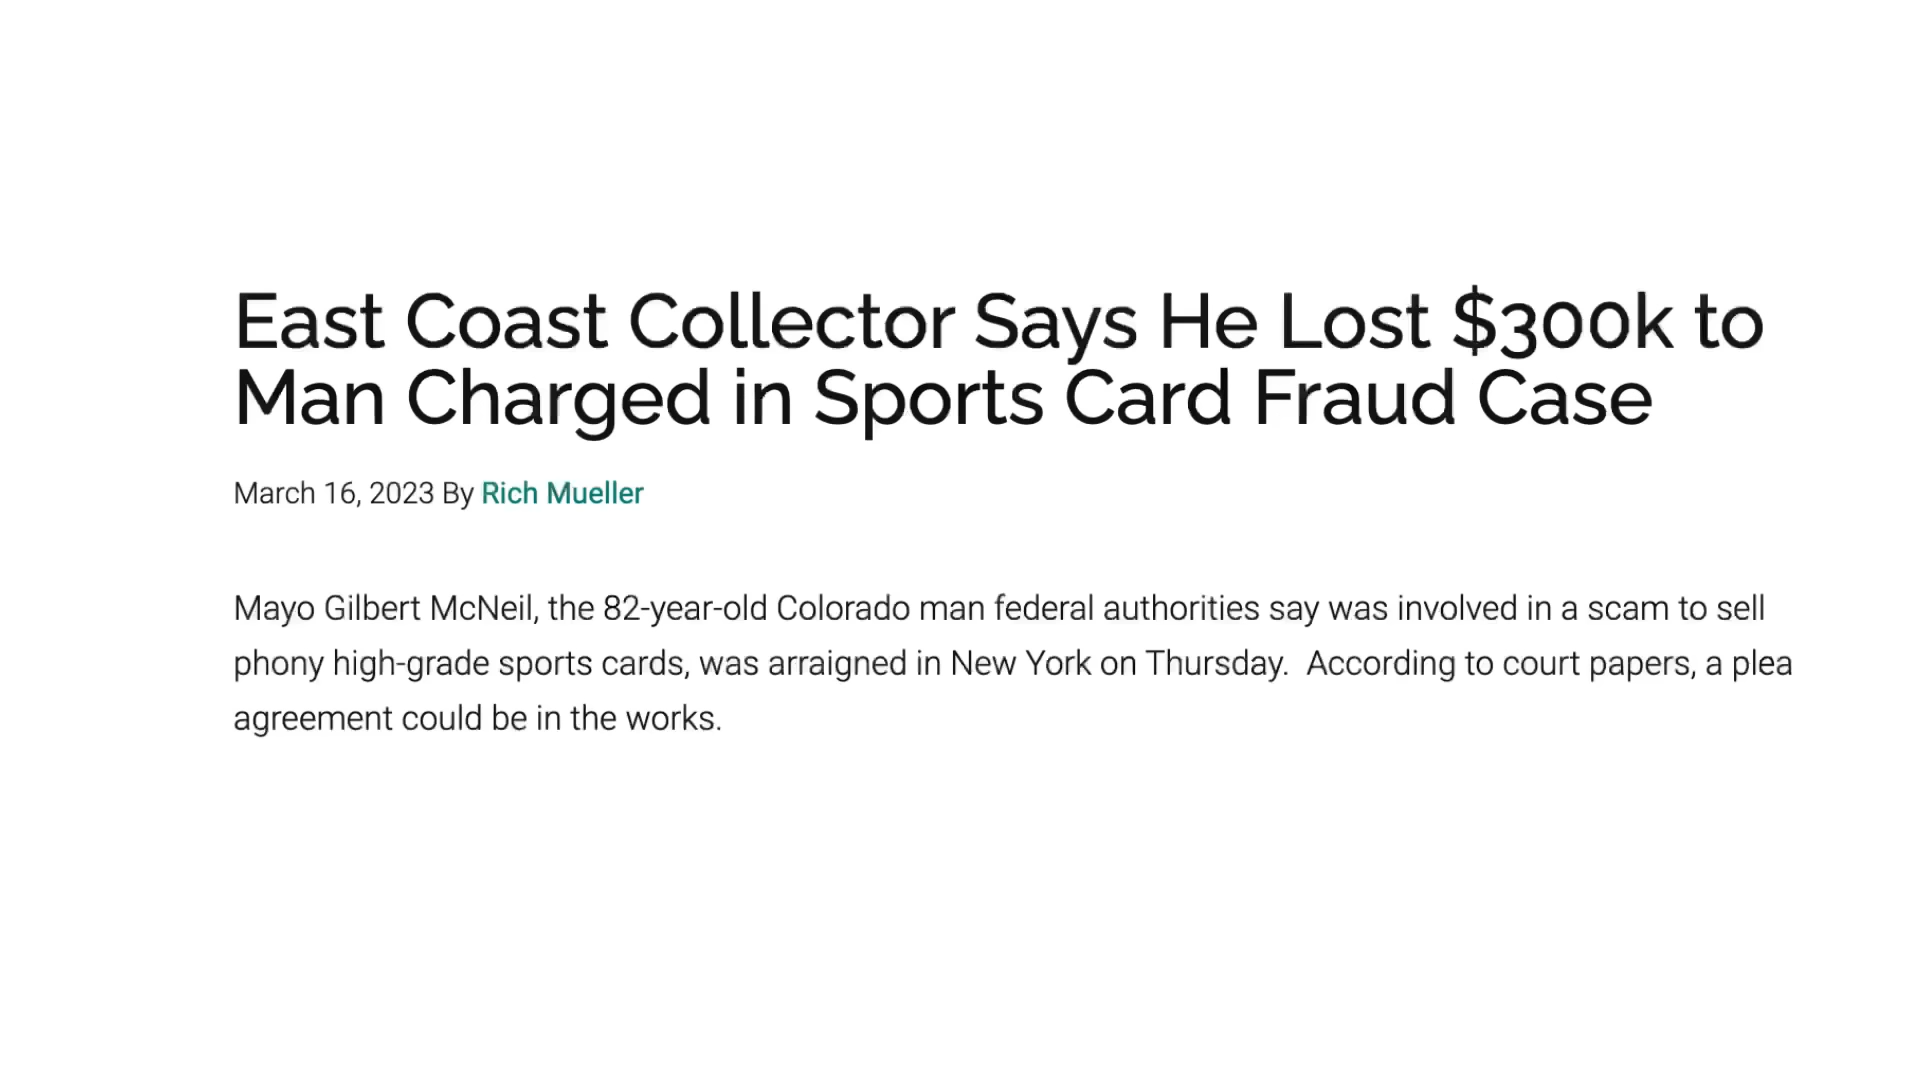 East Coast Collector Says He Lost $300k to
Man Charged in Sports Card Fraud Case
March 16, 2023 By Rich Mueller
Mayo Gilbert McNeil, the 82-year-old Colorado man federal authorities say was involved in a scam to sell
phony high-grade sports cards, was arraigned in New York on Thursday.  According to court papers, a plea
agreement could be in the works.